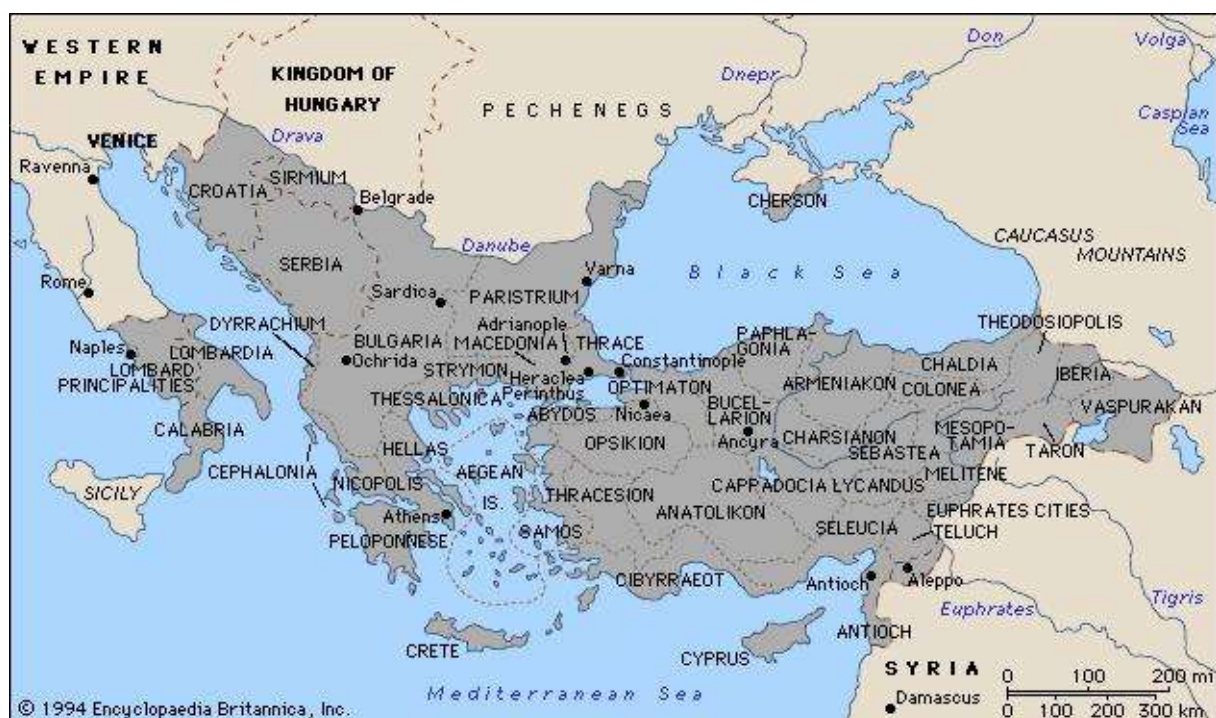 WESTERN
EMPIRE
KINGDOM OF
HUNGARY
PECHENEGS
Dnepr
Don
Volga
Caspian
Sea
VENICE
Drava
Ravenna
CROATIA
SIRMIUM
Belgrade
CHERSON
CAUCASUS
MOUNTAINS
Danube
SERBIA
Varna
Black Sea
Rome
Sardica
PARISTRIUM
DYRRACHIUM
Adrianople
BULGARIA
MACEDONIA
THRACE
PAPHLA-
GONIA
THEODOSIOPOLIS
Naples
LOMBARDIA
LOMBARD
PRINCIPALITIES
Ochrida
STRYMON
Heraclea
Perinthus
Constantinople
OPTIMATON
CHALDIA
IBERIA
ARMENIAKON
COLONEA
THESSALONICA
ABYDOS
Nicaea
BUCEL-
LARION
VASPURAKAN
CALABRIA
HELLAS
OPSIKION
Ancyra
CHARSIANON
SEBASTEA
MESOPO-
TAMIA
TARON
CEPHALONIA
AEGEAN
IS.
MELITENE
SICILY
NICOPOLIS
THRACESION
CAPPADOCIA
LYCANDUS
Athens
ANATOLIKON
EUPHRATES CITIES
PELOPONNESE
SAMOS
SELEUCIA
TELUCH
CIBYRRAEOT
Antioch
Aleppo
Euphrates
Tigris
CRETE
CYPRUS
ANTIOCH
SYRIA
Damascus
0 100 200 mi
0 100 200 300 km
Mediterranean Sea
© 1994 Encyclopaedia Britannica, Inc.